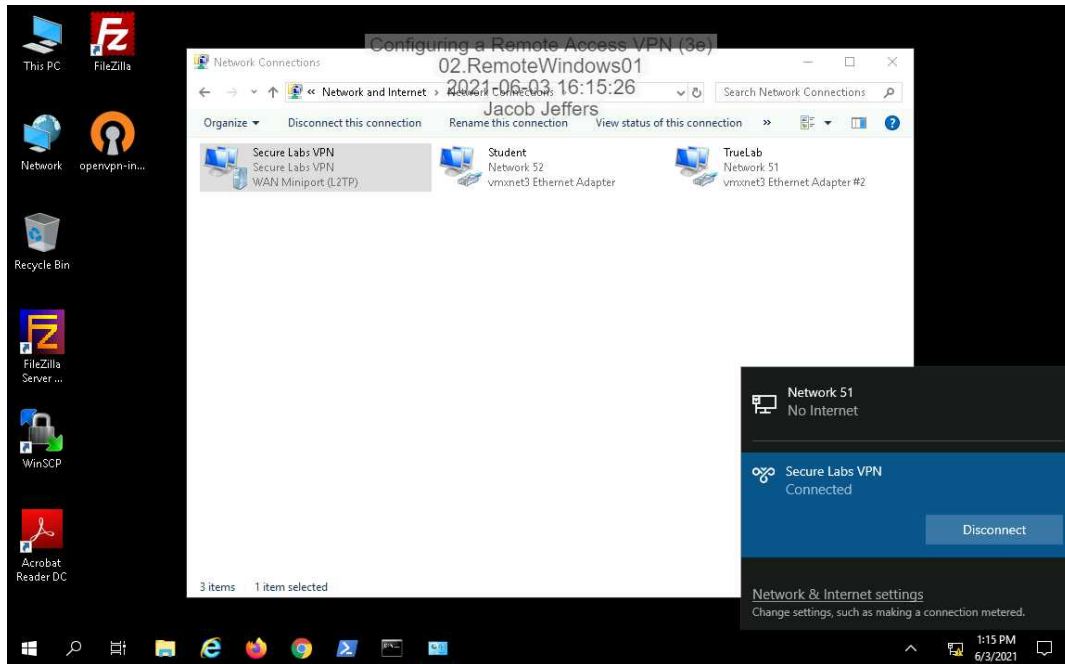 This PC
FileZilla
Network
openvpn-in...
Recycle Bin
FileZilla
Server ...
WinSCP
Acrobat
Reader DC
Configuring a Remote Access VPN (3e)
02.RemoteWindows01
2021-06-03 16:15:26
Jacob Jeffers
Network Connections
« Network and Internet › Network Connections
Search Network Connections
Organize
Disconnect this connection
Rename this connection
View status of this connection
»
Secure Labs VPN
Secure Labs VPN
WAN Miniport (L2TP)
Student
Network 52
vmxnet3 Ethernet Adapter
TrueLab
Network 51
vmxnet3 Ethernet Adapter #2
3 items
1 item selected
Network 51
No Internet
Secure Labs VPN
Connected
Disconnect
Network & Internet settings
Change settings, such as making a connection metered.
1:15 PM
6/3/2021